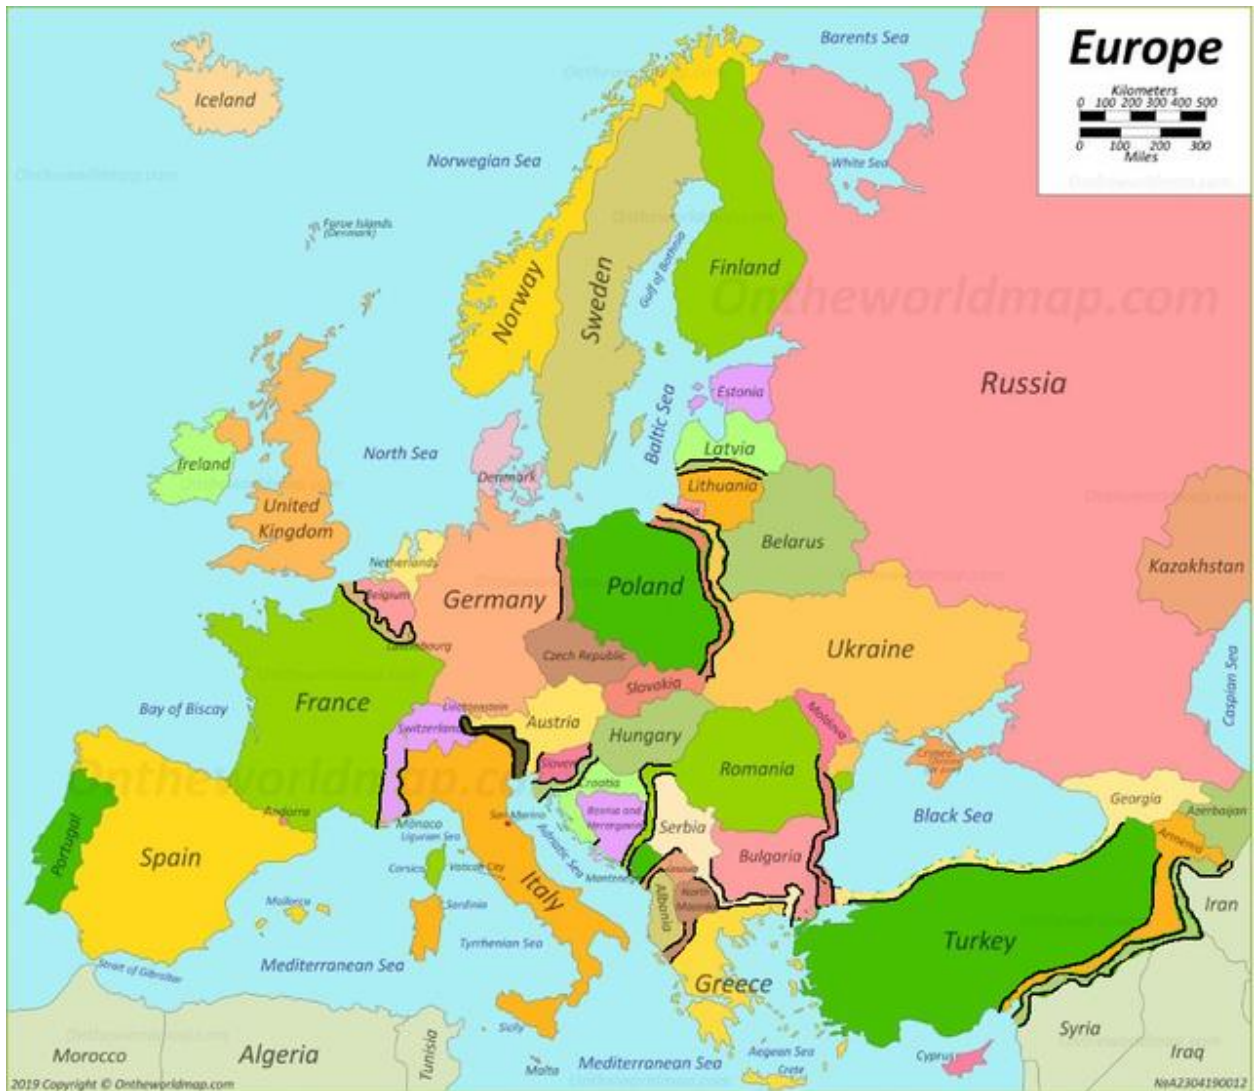 Europe
Kilometers
0 100 200 300 400 500
0 100 200 300
Miles
Barents Sea
Iceland
Norwegian Sea
White Sea
Ontheworldmap.com
Faroe Islands
(Denmark)
Finland
Gulf of Bothnia
Norway
Sweden
Ontheworldmap.com
Russia
Estonia
Baltic Sea
North Sea
Latvia
Ireland
Denmark
Lithuania
United
Kingdom
Belarus
Netherlands
Kazakhstan
Belgium
Germany
Poland
Ukraine
Czech Republic
Caspian Sea
Slovakia
France
Bay of Biscay
Liechtenstein
Switzerland
Austria
Moldova
Hungary
Romania
Croatia
Georgia
Azerbaijan
Andorra
San Marino
Monaco
Ligurian Sea
Adriatic Sea
Bosnia and
Herzegovina
Serbia
Black Sea
Armenia
Portugal
Spain
Corsica
Vatican City
Bulgaria
Italy
Albania
North
Mallorca
Sardinia
Iran
Tyrrhenian Sea
Turkey
Mediterranean Sea
Strait of Gibraltar
Greece
Sicily
Syria
Morocco
Algeria
Tunisia
Malta
Mediterranean Sea
Aegean Sea
Crete
Cyprus
Iraq
2019 Copyright © Ontheworldmap.com
№A2304190012